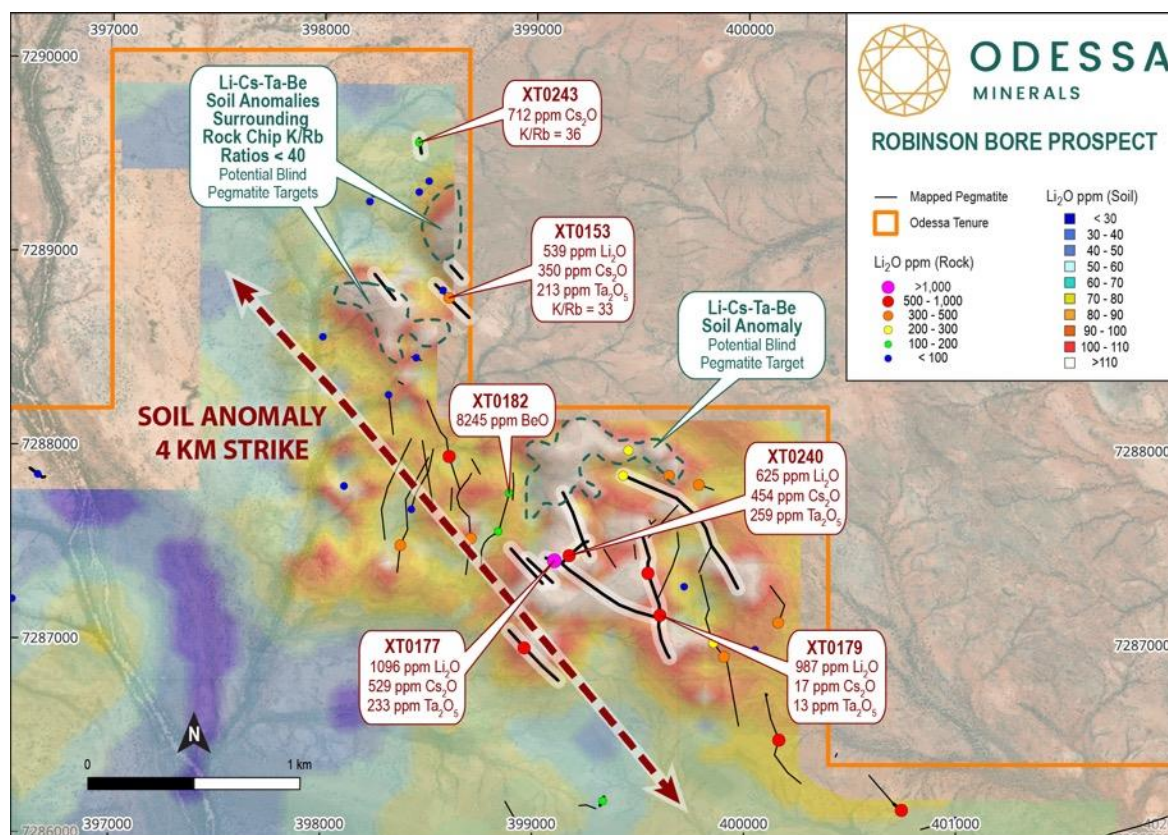 397000
398000
399000
400000
7290000
7289000
7288000
7287000
7286000
Li-Cs-Ta-Be
Soil Anomalies
Surrounding
Rock Chip K/Rb
Ratios < 40
Potential Blind
Pegmatite Targets
XT0243
712 ppm Cs₂O
K/Rb = 36
XT0153
539 ppm Li₂O
350 ppm Cs₂O
213 ppm Ta₂O₅
K/Rb = 33
Li-Cs-Ta-Be
Soil Anomaly
Potential Blind
Pegmatite Target
SOIL ANOMALY
4 KM STRIKE
XT0182
8245 ppm BeO
XT0240
625 ppm Li₂O
454 ppm Cs₂O
259 ppm Ta₂O₅
XT0177
1096 ppm Li₂O
529 ppm Cs₂O
233 ppm Ta₂O₅
XT0179
987 ppm Li₂O
17 ppm Cs₂O
13 ppm Ta₂O₅
N
0 1 km
ODESSA
MINERALS
ROBINSON BORE PROSPECT
Mapped Pegmatite
Odessa Tenure
Li₂O ppm (Rock)
>1,000
500 - 1,000
300 - 500
200 - 300
100 - 200
< 100
Li₂O ppm (Soil)
< 30
30 - 40
40 - 50
50 - 60
60 - 70
70 - 80
80 - 90
90 - 100
100 - 110
>110
7288000
7287000
397000
398000
399000
400000
401000